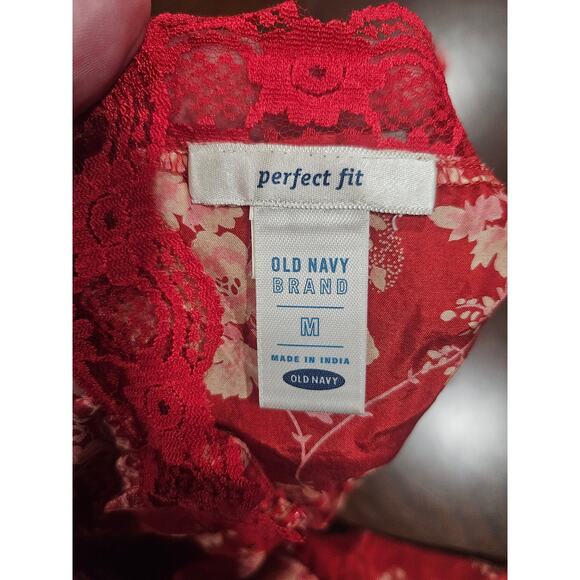 perfect fit
OLD NAVY
BRAND
M
MADE IN INDIA
OLD NAVY